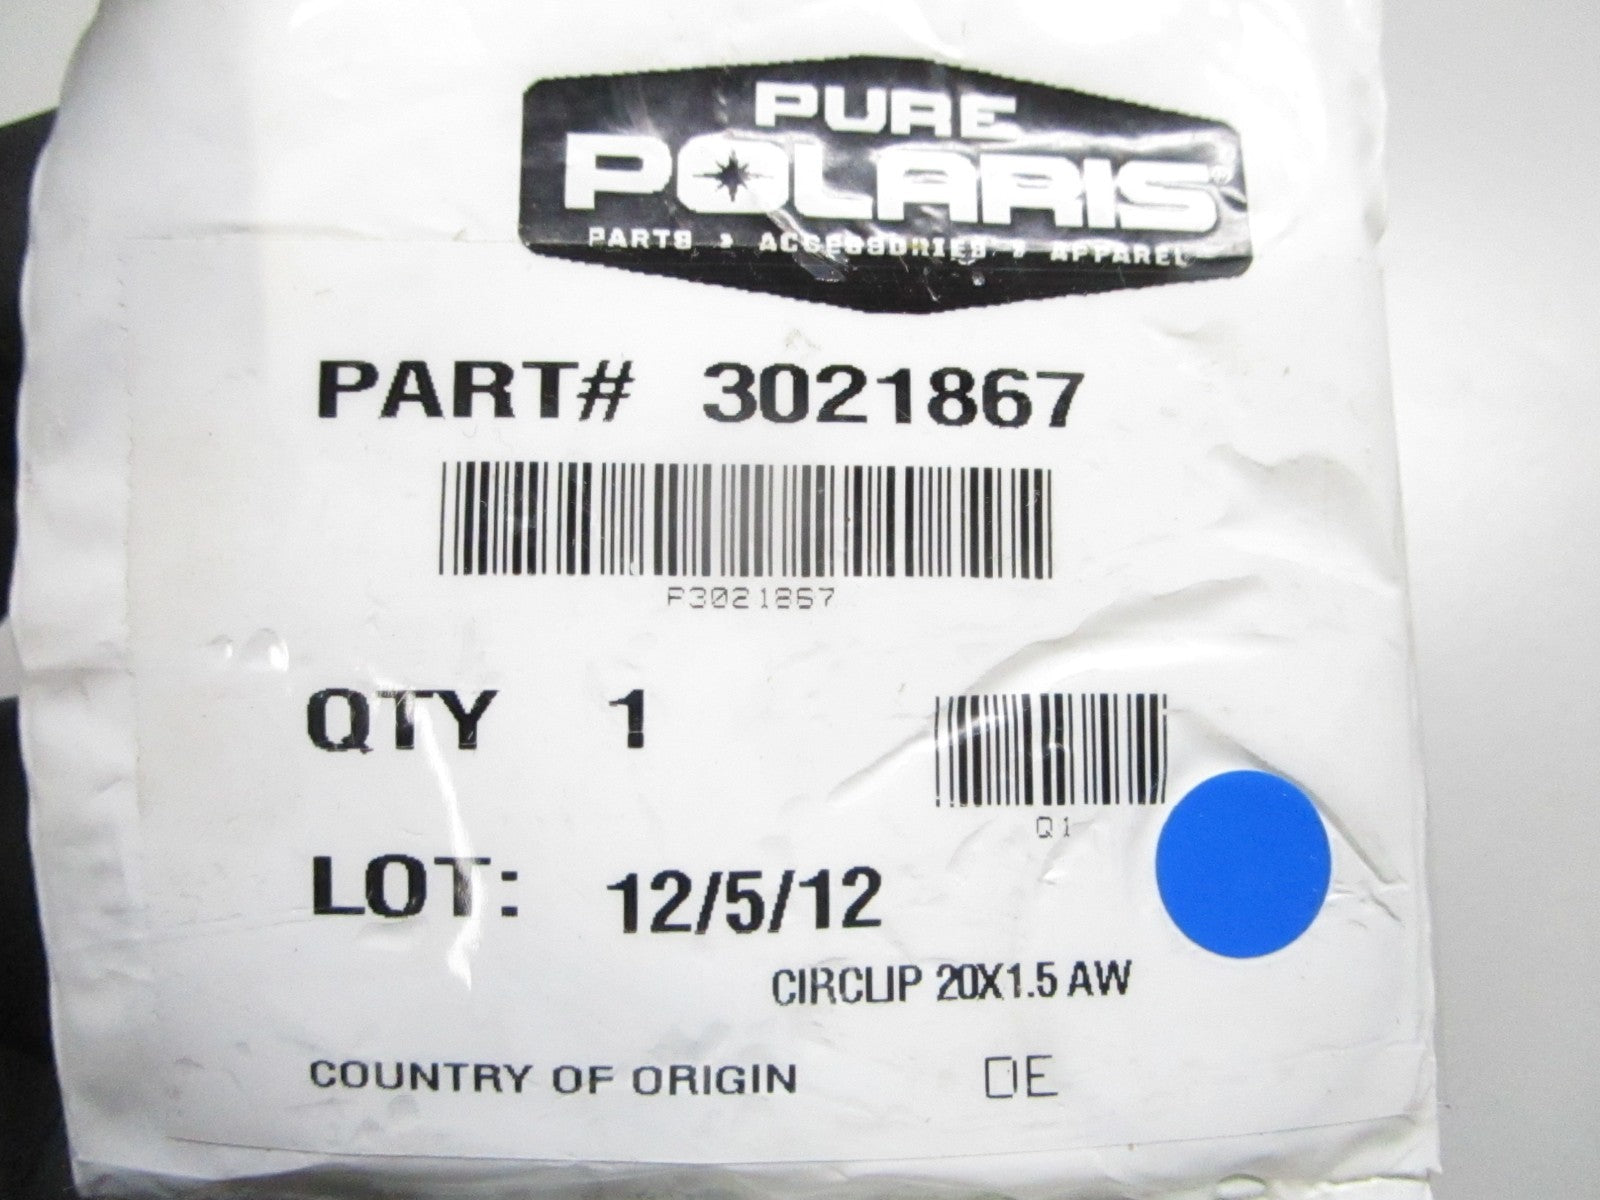 PURE
POLARIS®
PARTS › ACCESSORIES › APPAREL
PART# 3021867
P3021867
QTY 1
Q1
LOT: 12/5/12
CIRCLIP 20X1.5 AW
COUNTRY OF ORIGIN DE